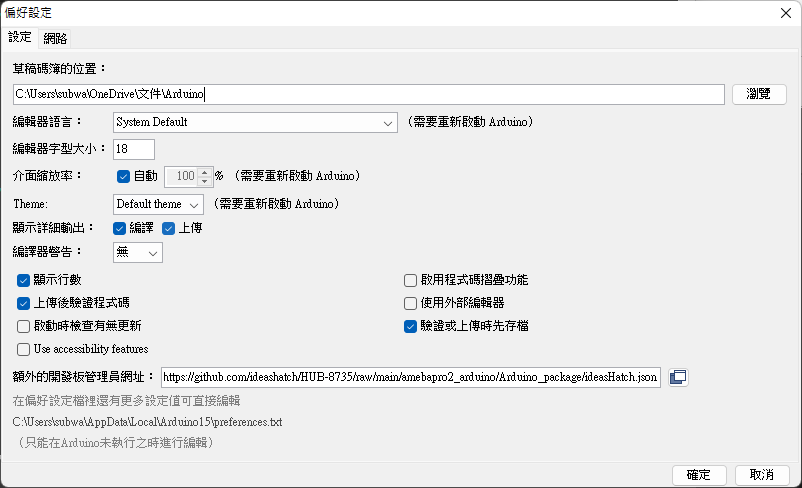 偏好設定
設定 網路
草稿碼簿的位置：
C:\Users\subwa\OneDrive\文件\Arduino 瀏覽
編輯器語言： System Default （需要重新啟動 Arduino）
編輯器字型大小： 18
介面縮放率： 自動 100 % （需要重新啟動 Arduino）
Theme: Default theme （需要重新啟動 Arduino）
顯示詳細輸出： 編譯 上傳
編譯器警告： 無
顯示行數 啟用程式碼摺疊功能
上傳後驗證程式碼 使用外部編輯器
啟動時檢查有無更新 驗證或上傳時先存檔
Use accessibility features
額外的開發板管理員網址： https://github.com/ideashatch/HUB-8735/raw/main/amebapro2_arduino/Arduino_package/ideasHatch.json
在偏好設定檔裡還有更多設定值可直接編輯
C:\Users\subwa\AppData\Local\Arduino15\preferences.txt
（只能在Arduino未執行之時進行編輯）
確定 取消